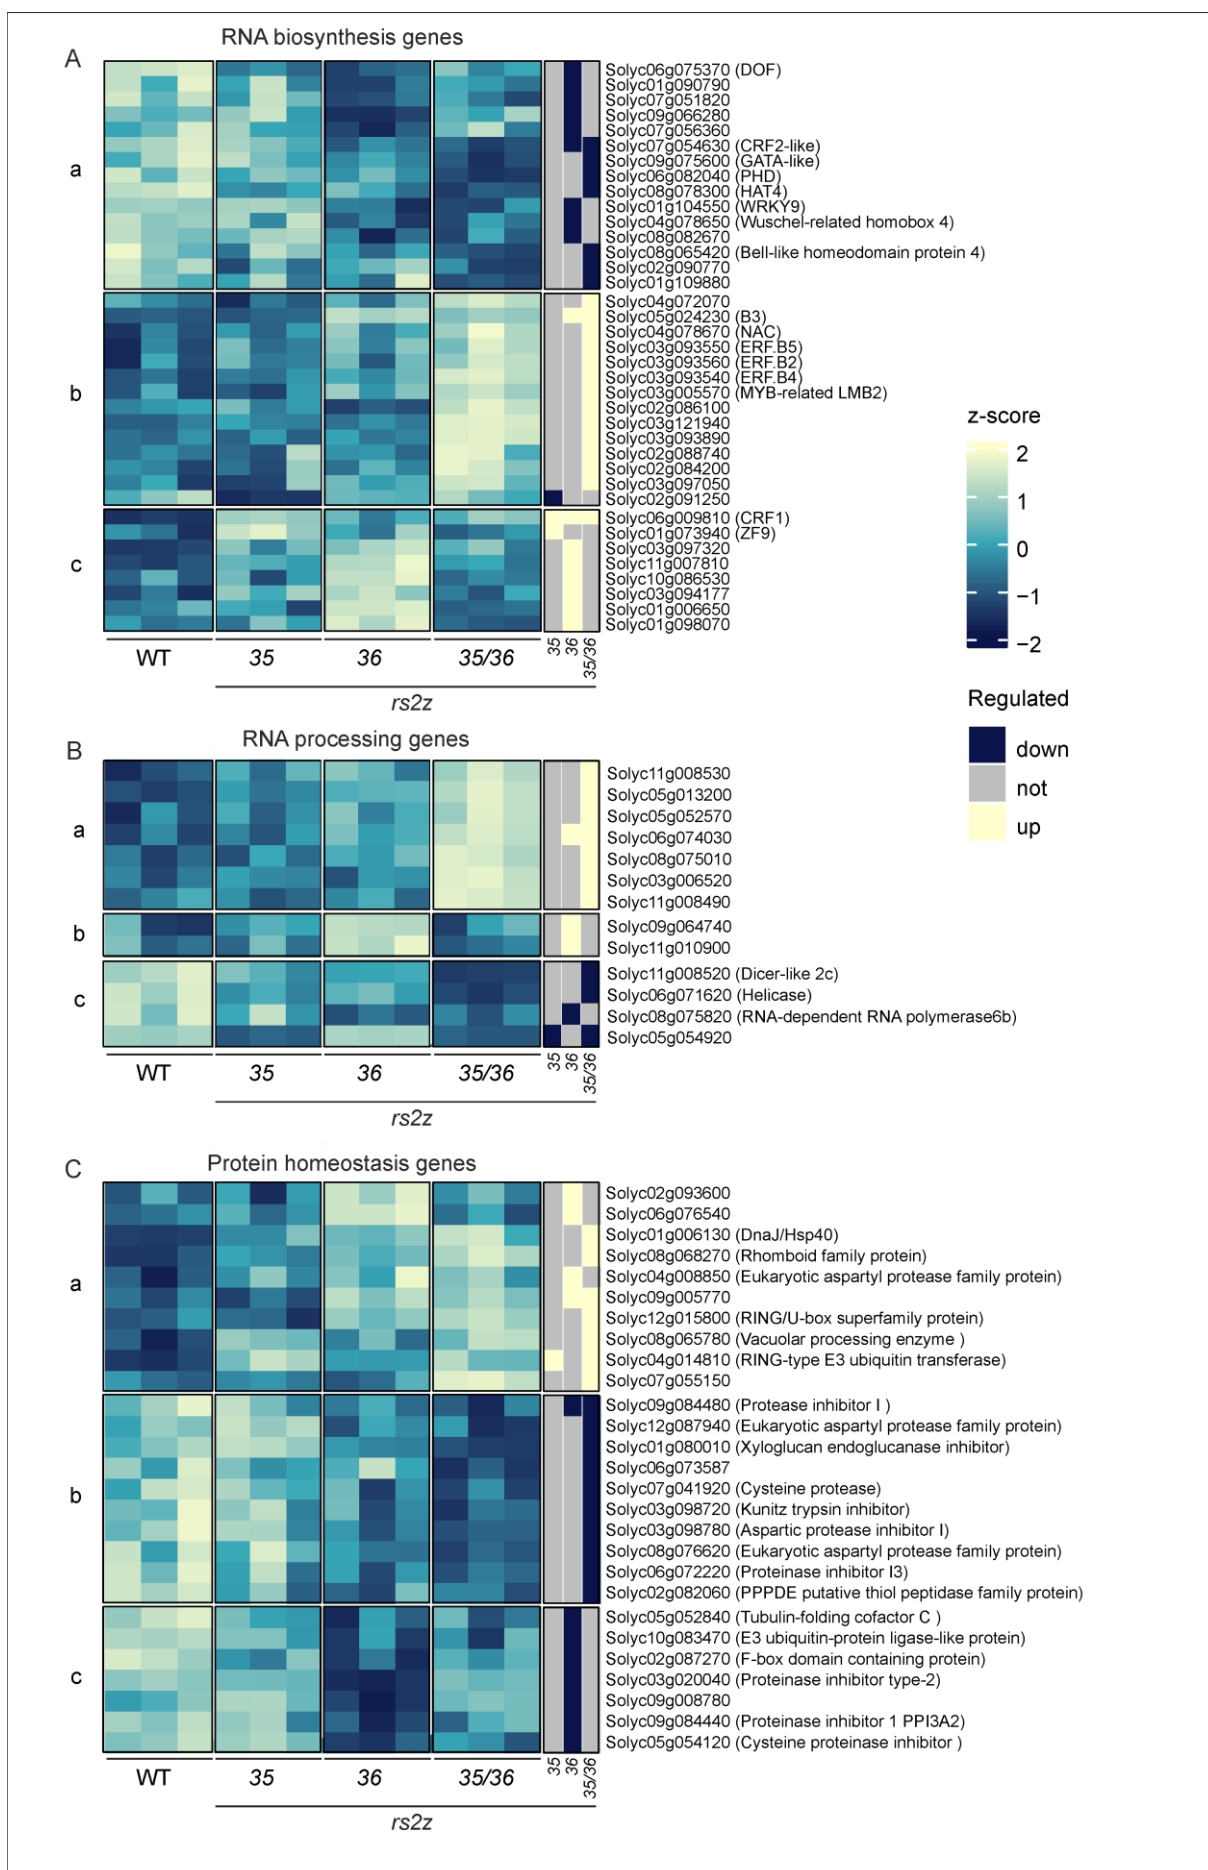 A
RNA biosynthesis genes
a
Solyc06g075370 (DOF)
Solyc01g090790
Solyc07g051820
Solyc09g066280
Solyc07g056360
Solyc07g054630 (CRF2-like)
Solyc09g075600 (GATA-like)
Solyc06g082040 (PHD)
Solyc08g078300 (HAT4)
Solyc01g104550 (WRKY9)
Solyc04g078650 (Wuschel-related homobox 4)
Solyc08g082670
Solyc08g065420 (Bell-like homeodomain protein 4)
Solyc02g090770
Solyc01g109880
b
Solyc04g072070
Solyc05g024230 (B3)
Solyc04g078670 (NAC)
Solyc03g093550 (ERF.B5)
Solyc03g093560 (ERF.B2)
Solyc03g093540 (ERF.B4)
Solyc03g005570 (MYB-related LMB2)
Solyc02g086100
Solyc03g121940
Solyc03g093890
Solyc02g088740
Solyc02g084200
Solyc03g097050
Solyc02g091250
c
Solyc06g009810 (CRF1)
Solyc01g073940 (ZF9)
Solyc03g097320
Solyc11g007810
Solyc10g086530
Solyc03g094177
Solyc01g006650
Solyc01g098070
WT 35 36 35/36 35 36 35/36
rs2z
z-score
2
1
0
−1
−2
Regulated
down
not
up
B
RNA processing genes
a
Solyc11g008530
Solyc05g013200
Solyc05g052570
Solyc06g074030
Solyc08g075010
Solyc03g006520
Solyc11g008490
b
Solyc09g064740
Solyc11g010900
c
Solyc11g008520 (Dicer-like 2c)
Solyc06g071620 (Helicase)
Solyc08g075820 (RNA-dependent RNA polymerase6b)
Solyc05g054920
WT 35 36 35/36 35 36 35/36
rs2z
C
Protein homeostasis genes
a
Solyc02g093600
Solyc06g076540
Solyc01g006130 (DnaJ/Hsp40)
Solyc08g068270 (Rhomboid family protein)
Solyc04g008850 (Eukaryotic aspartyl protease family protein)
Solyc09g005770
Solyc12g015800 (RING/U-box superfamily protein)
Solyc08g065780 (Vacuolar processing enzyme )
Solyc04g014810 (RING-type E3 ubiquitin transferase)
Solyc07g055150
b
Solyc09g084480 (Protease inhibitor I )
Solyc12g087940 (Eukaryotic aspartyl protease family protein)
Solyc01g080010 (Xyloglucan endoglucanase inhibitor)
Solyc06g073587
Solyc07g041920 (Cysteine protease)
Solyc03g098720 (Kunitz trypsin inhibitor)
Solyc03g098780 (Aspartic protease inhibitor I)
Solyc08g076620 (Eukaryotic aspartyl protease family protein)
Solyc06g072220 (Proteinase inhibitor I3)
Solyc02g082060 (PPPDE putative thiol peptidase family protein)
c
Solyc05g052840 (Tubulin-folding cofactor C )
Solyc10g083470 (E3 ubiquitin-protein ligase-like protein)
Solyc02g087270 (F-box domain containing protein)
Solyc03g020040 (Proteinase inhibitor type-2)
Solyc09g008780
Solyc09g084440 (Proteinase inhibitor 1 PPI3A2)
Solyc05g054120 (Cysteine proteinase inhibitor )
WT 35 36 35/36 35 36 35/36
rs2z